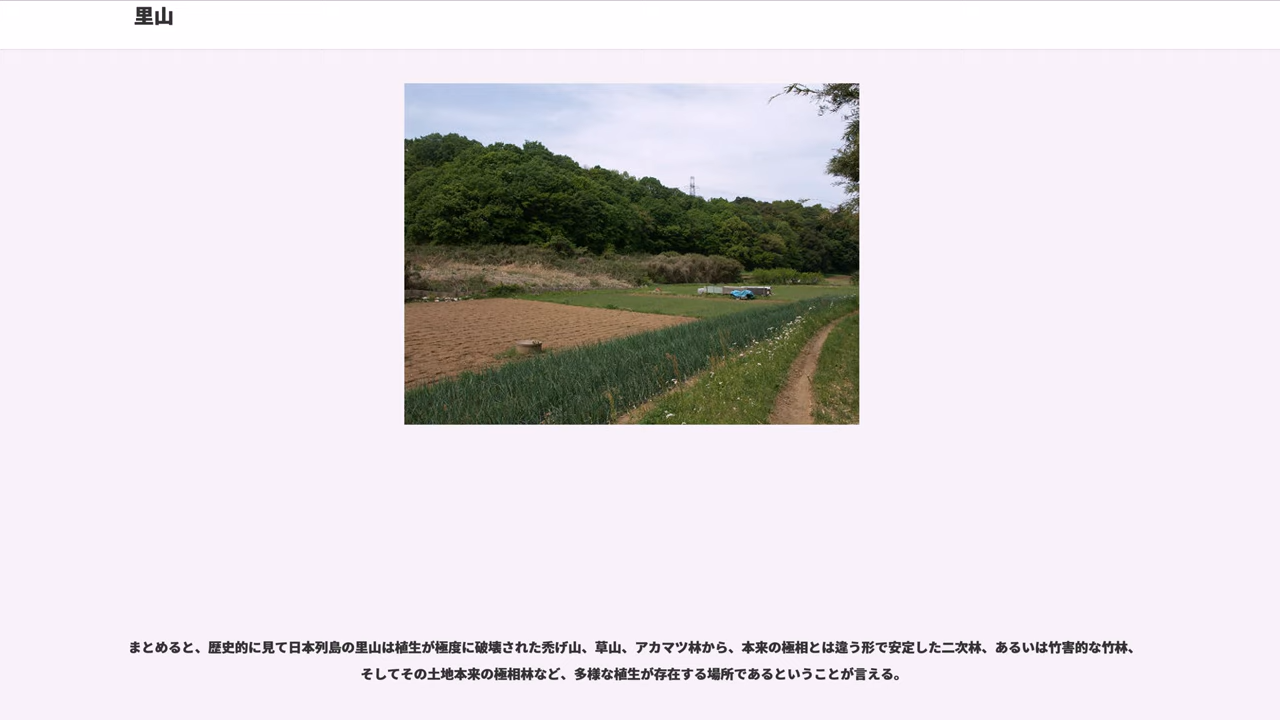 里山
まとめると、歴史的に見て日本列島の里山は植生が極度に破壊された禿げ山、草山、アカマツ林から、本来の極相とは違う形で安定した二次林、あるいは竹害的な竹林、
そしてその土地本来の極相林など、多様な植生が存在する場所であるということが言える。